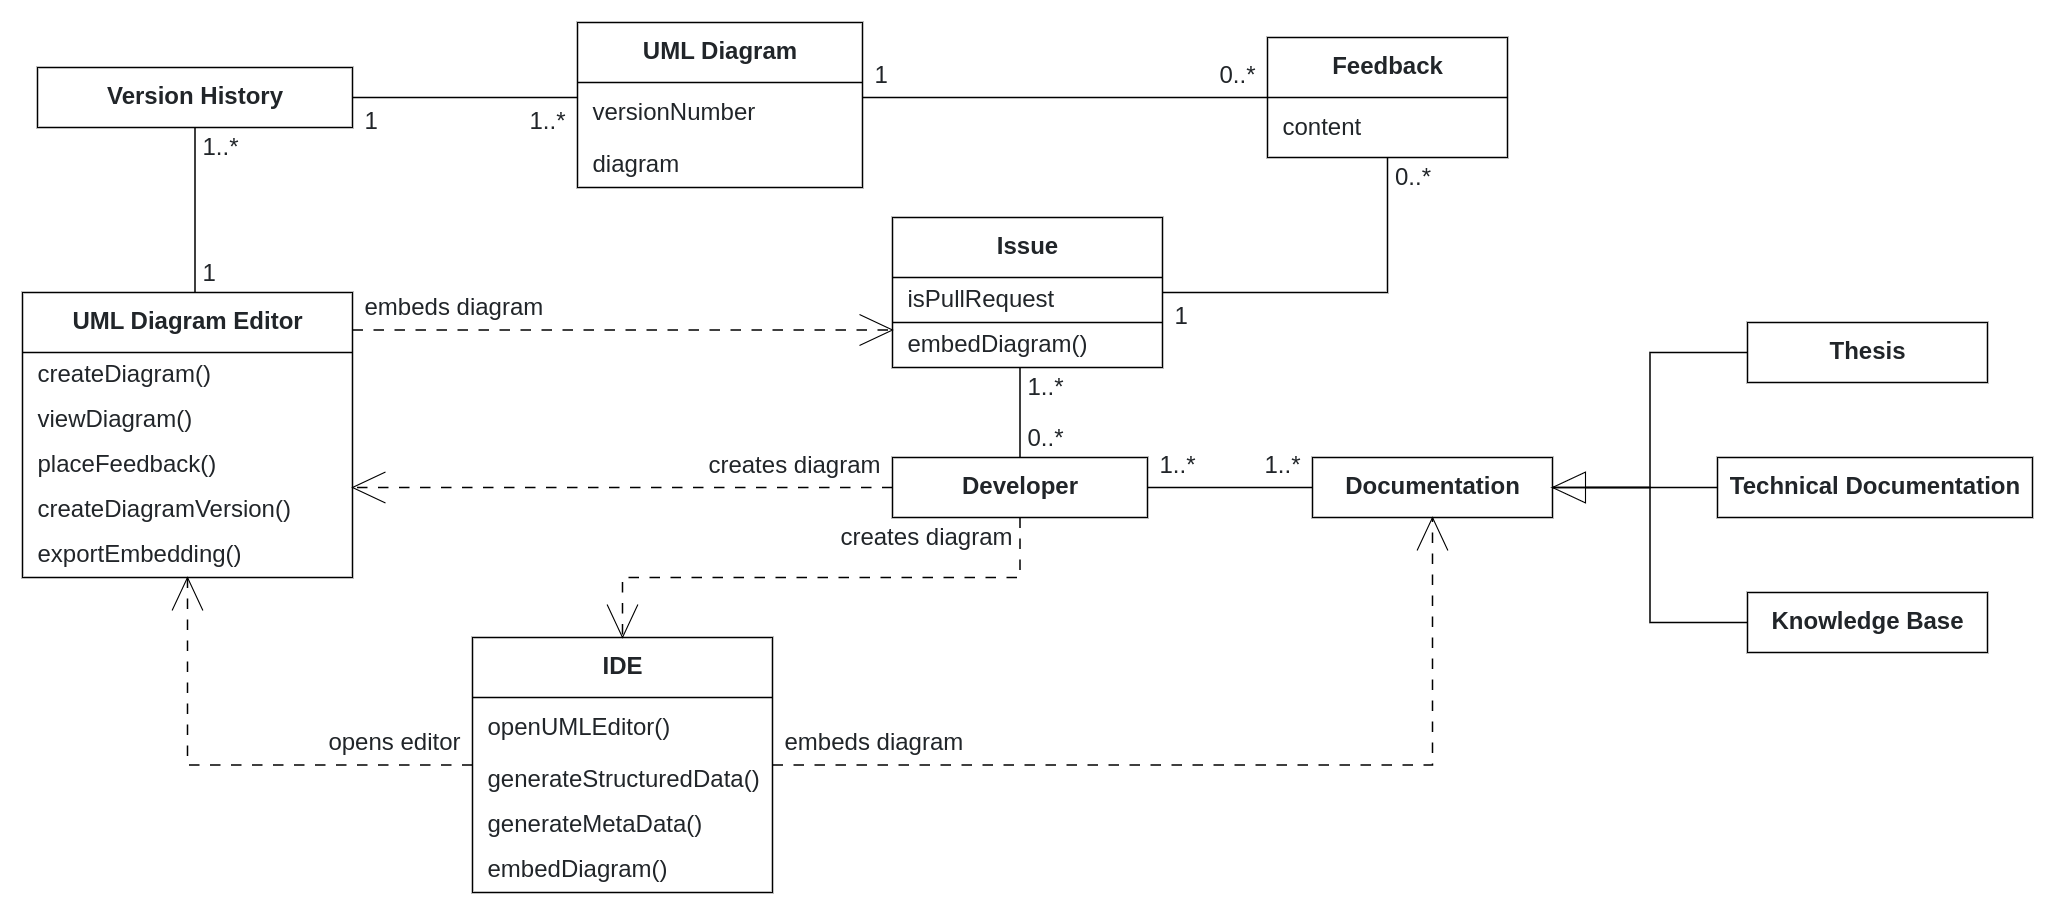 UML Diagram
versionNumber
diagram
Version History
1
1..*
1
0..*
Feedback
content
1..*
1
0..*
Issue
isPullRequest
embedDiagram()
1
UML Diagram Editor
createDiagram()
viewDiagram()
placeFeedback()
createDiagramVersion()
exportEmbedding()
embeds diagram
1..*
0..*
creates diagram
Developer
1..*
1..*
Documentation
Thesis
Technical Documentation
Knowledge Base
creates diagram
IDE
openUMLEditor()
generateStructuredData()
generateMetaData()
embedDiagram()
opens editor
embeds diagram